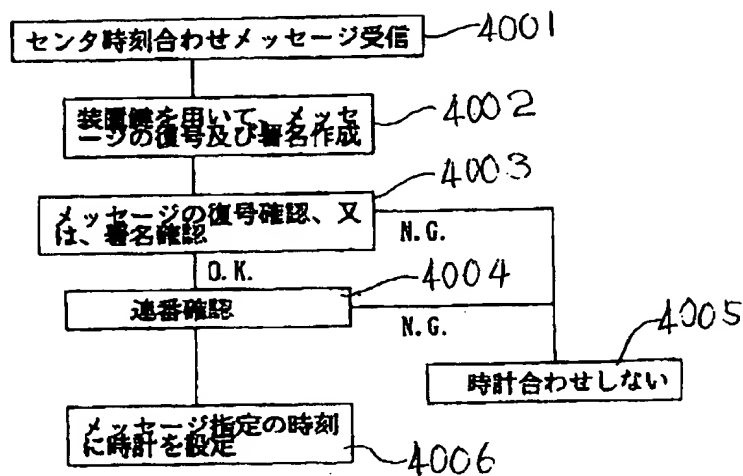 センタ時刻合わせメッセージ受信
4001
装置鍵を用いて、メッセ
ージの復号及び署名作成
4002
メッセージの復号確認、又
は、署名確認
4003
N.G.
O.K.
連番確認
4004
N.G.
時計合わせしない
4005
メッセージ指定の時刻
に時計を設定
4006